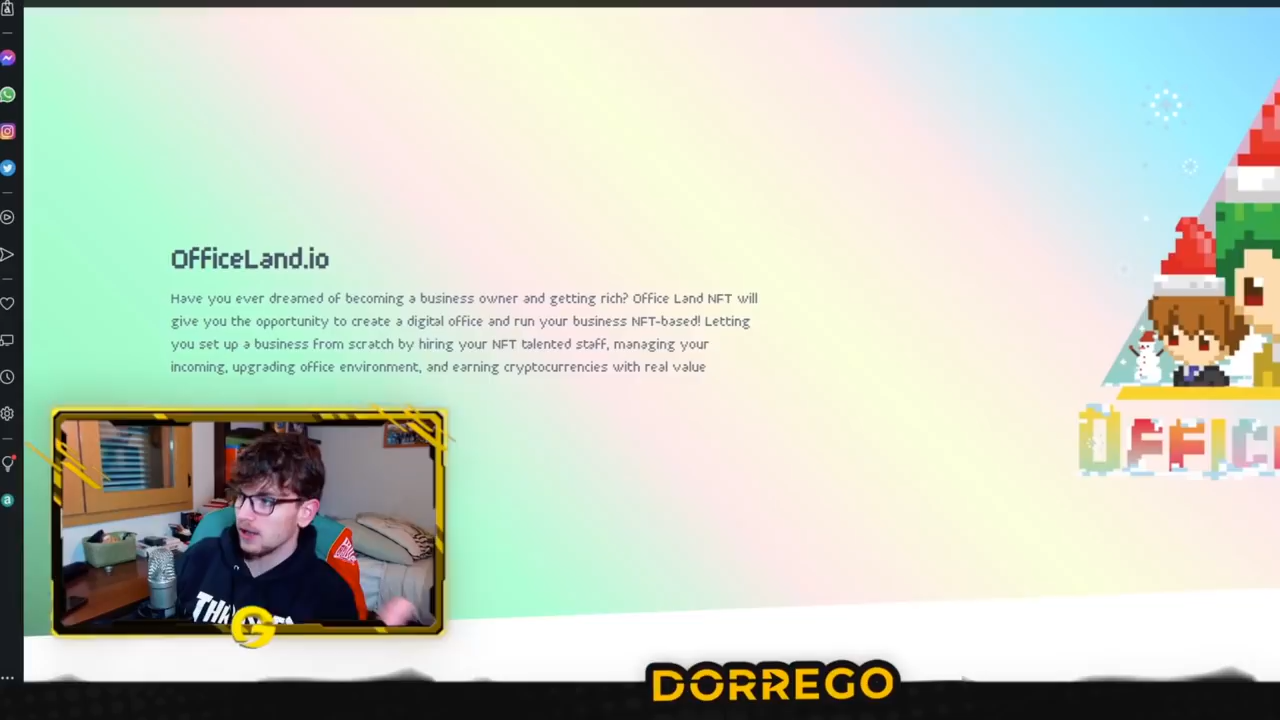 OfficeLand.io
Have you ever dreamed of becoming a business owner and getting rich? Office Land NFT will
give you the opportunity to create a digital office and run your business NFT-based! Letting
you set up a business from scratch by hiring your NFT talented staff, managing your
incoming, upgrading office environment, and earning cryptocurrencies with real value
OFFIC
G
DORREGO